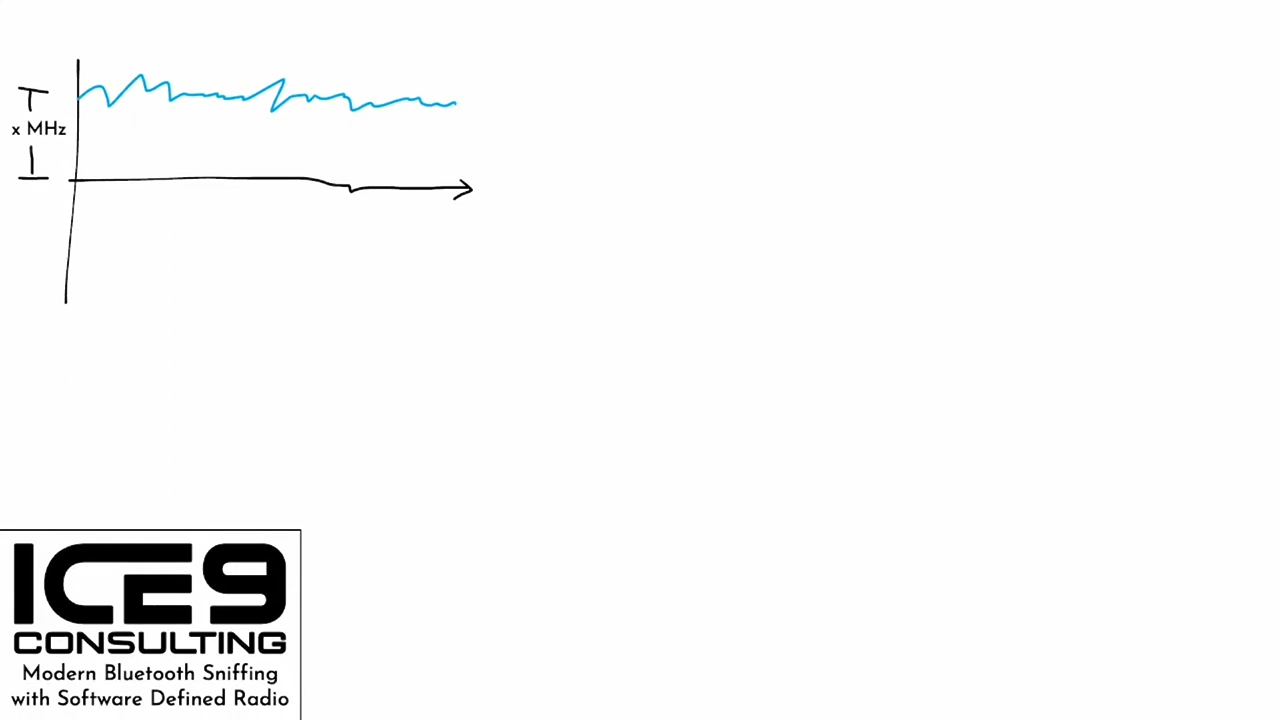 x MHz
ICE9
CONSULTING
Modern Bluetooth Sniffing
with Software Defined Radio